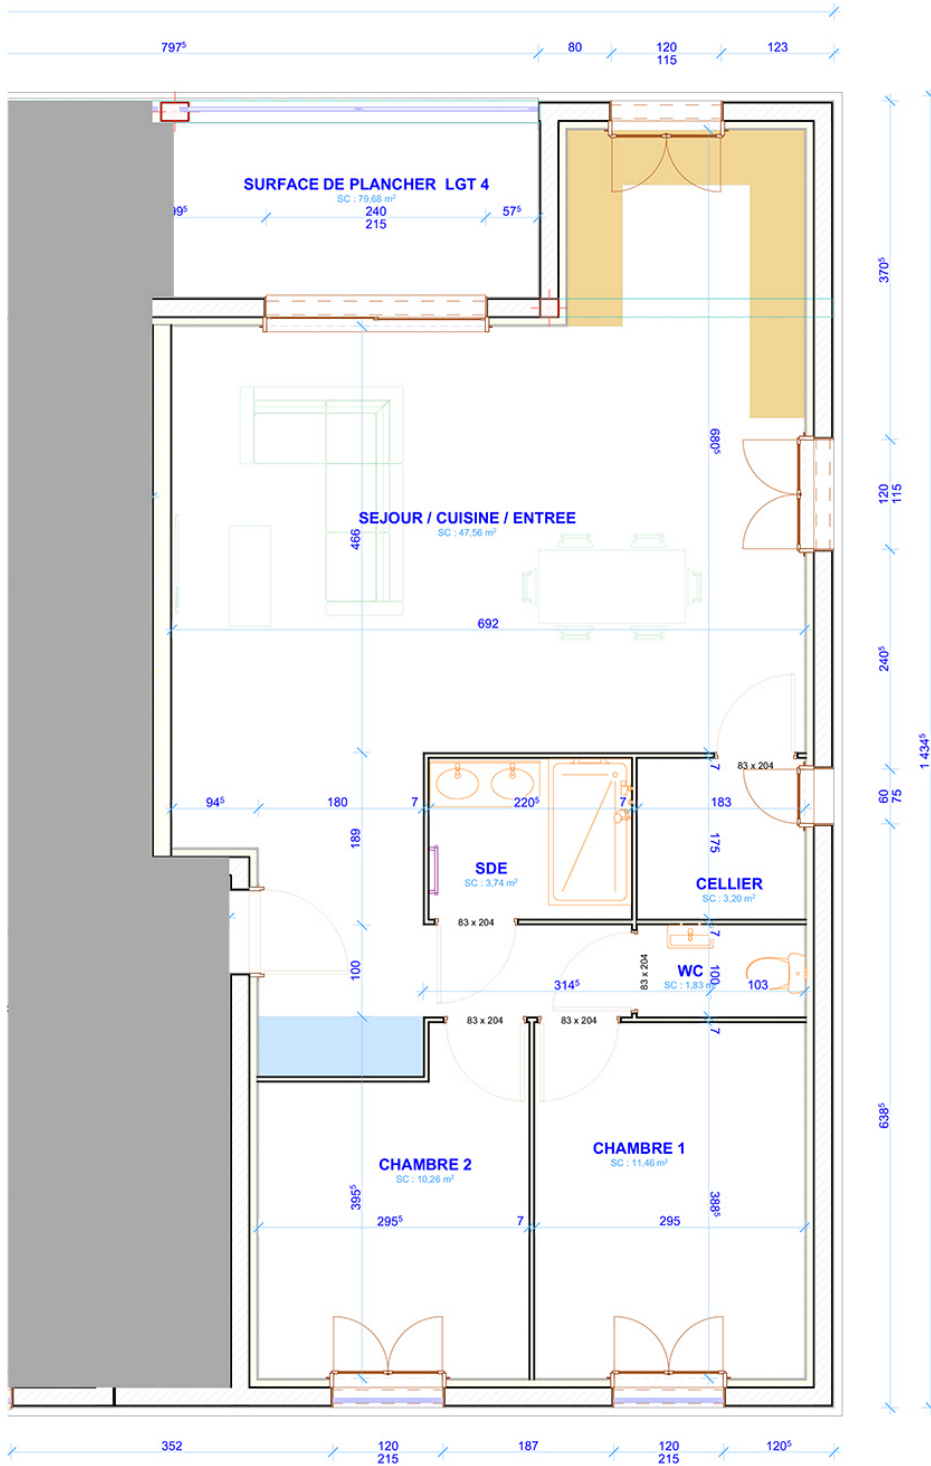 797⁵
80
120
123
115
SURFACE DE PLANCHER LGT 4
SC : 79,68 m²
99⁵
240
57⁵
215
370⁵
680⁵
120
115
SEJOUR / CUISINE / ENTREE
SC : 47,56 m²
466
692
240⁵
1 434⁵
83 x 204
7
94⁵
180
7
220⁵
7
183
60
75
189
175
SDE
SC : 3,74 m²
CELLIER
SC : 3,20 m²
83 x 204
7
100
83 x 204
WC
SC : 1,83 m²
100
314⁵
103
83 x 204
83 x 204
7
638⁵
CHAMBRE 1
SC : 11,46 m²
CHAMBRE 2
SC : 10,26 m²
395⁵
388⁵
295⁵
7
295
352
120
187
120
120⁵
215
215